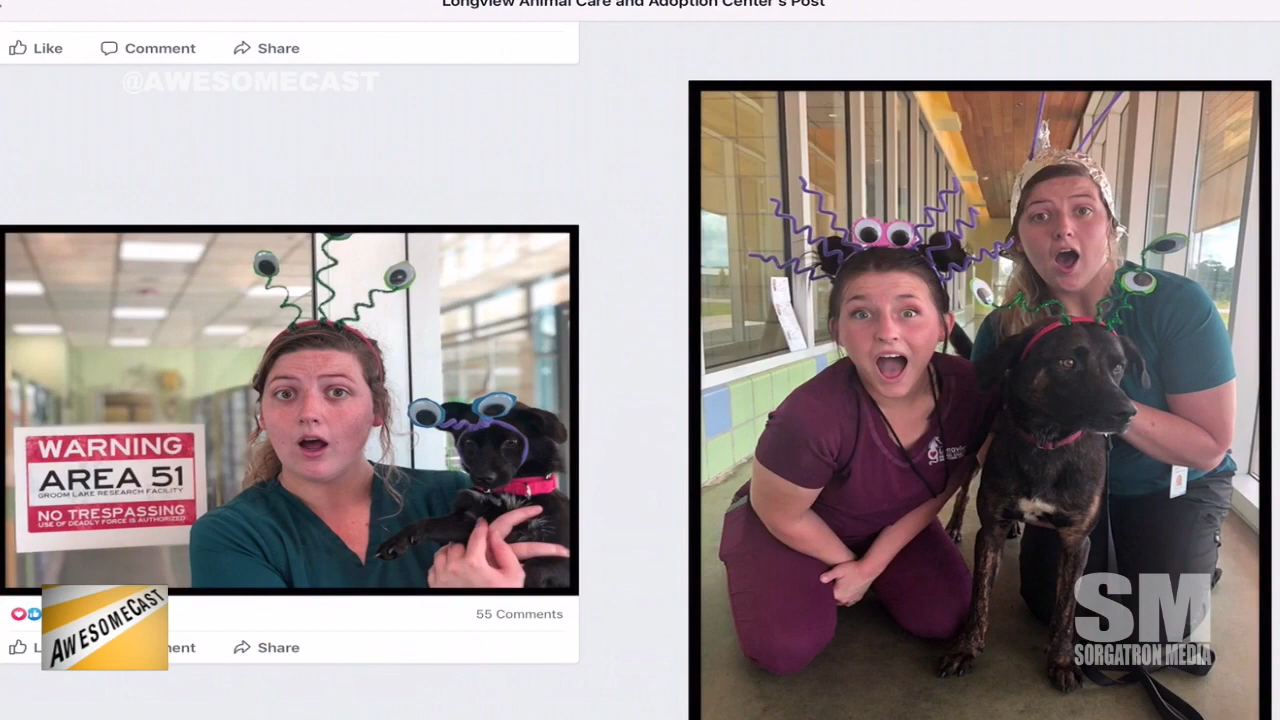 Longview Animal Care and Adoption Center's Post
Like Comment Share
@AWESOMECAST
WARNING
AREA 51
GROOM LAKE RESEARCH FACILITY
NO TRESPASSING
USE OF DEADLY FORCE IS AUTHORIZED
55 Comments
Share
AWESOMECAST
Longview
SM
SORGATRON MEDIA